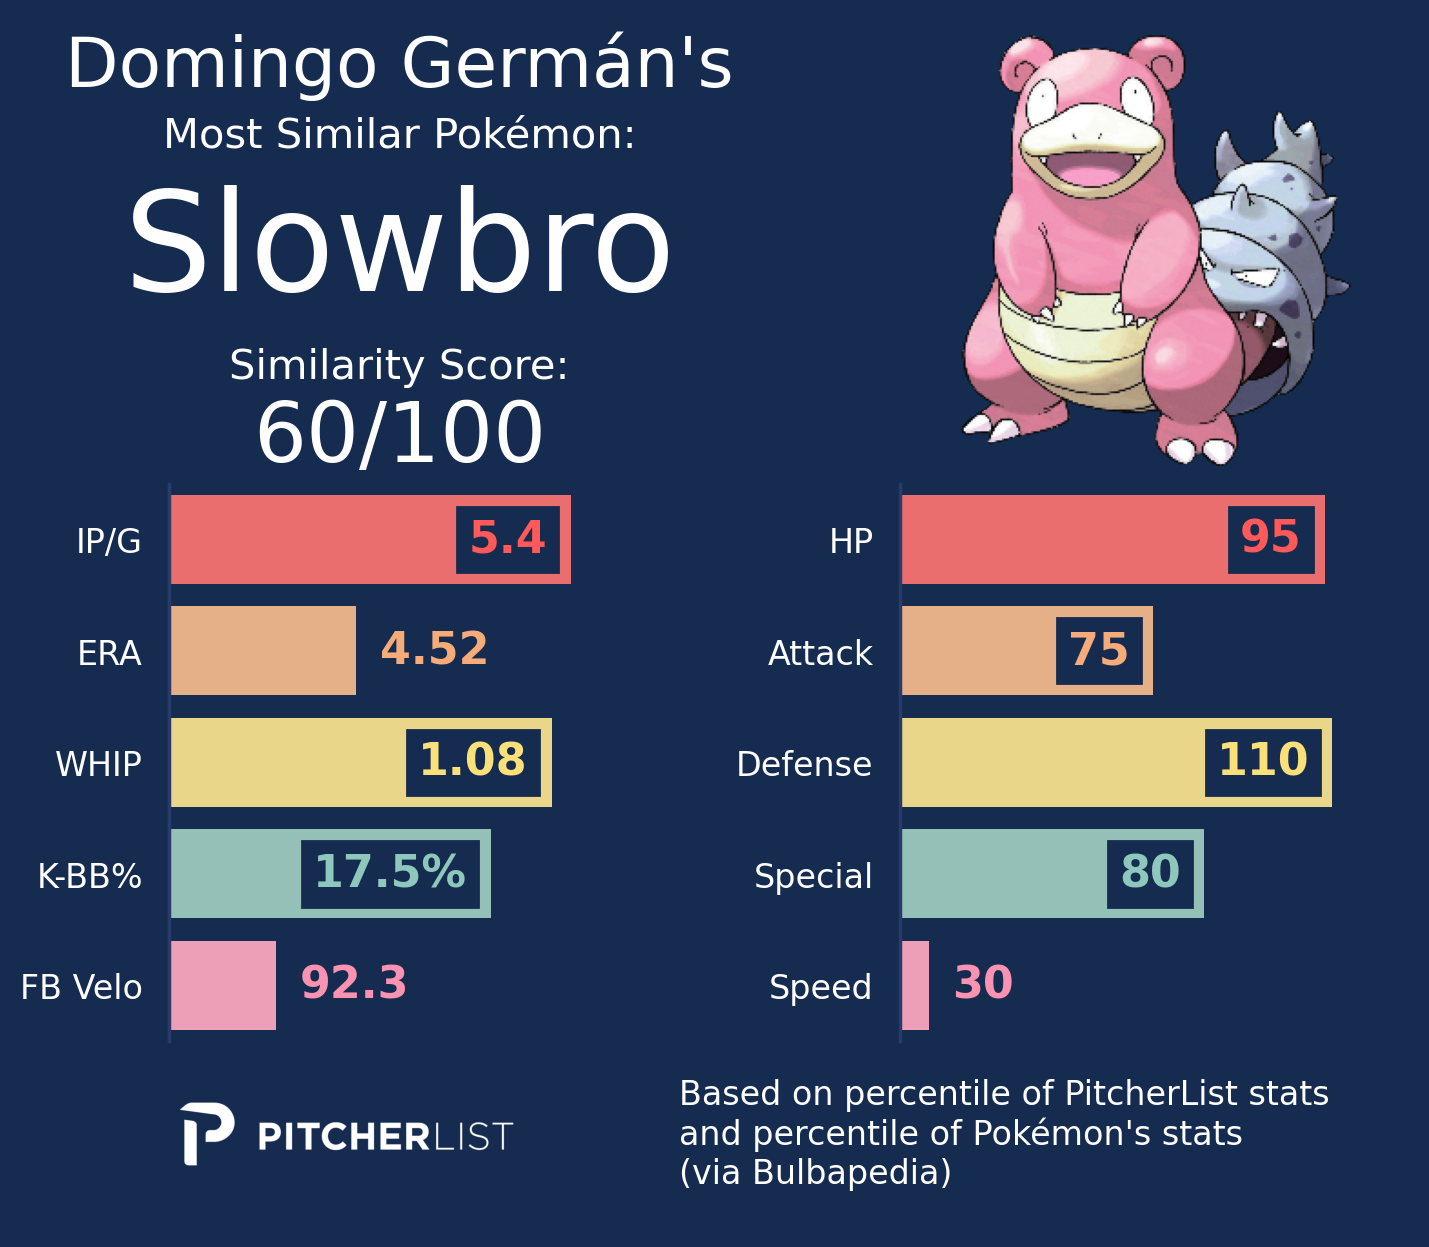 Domingo Germán's
Most Similar Pokémon:
Slowbro
Similarity Score:
60/100
IP/G 5.4
ERA 4.52
WHIP 1.08
K-BB% 17.5%
FB Velo 92.3
HP 95
Attack 75
Defense 110
Special 80
Speed 30
PITCHERLIST
Based on percentile of PitcherList stats
and percentile of Pokémon's stats
(via Bulbapedia)